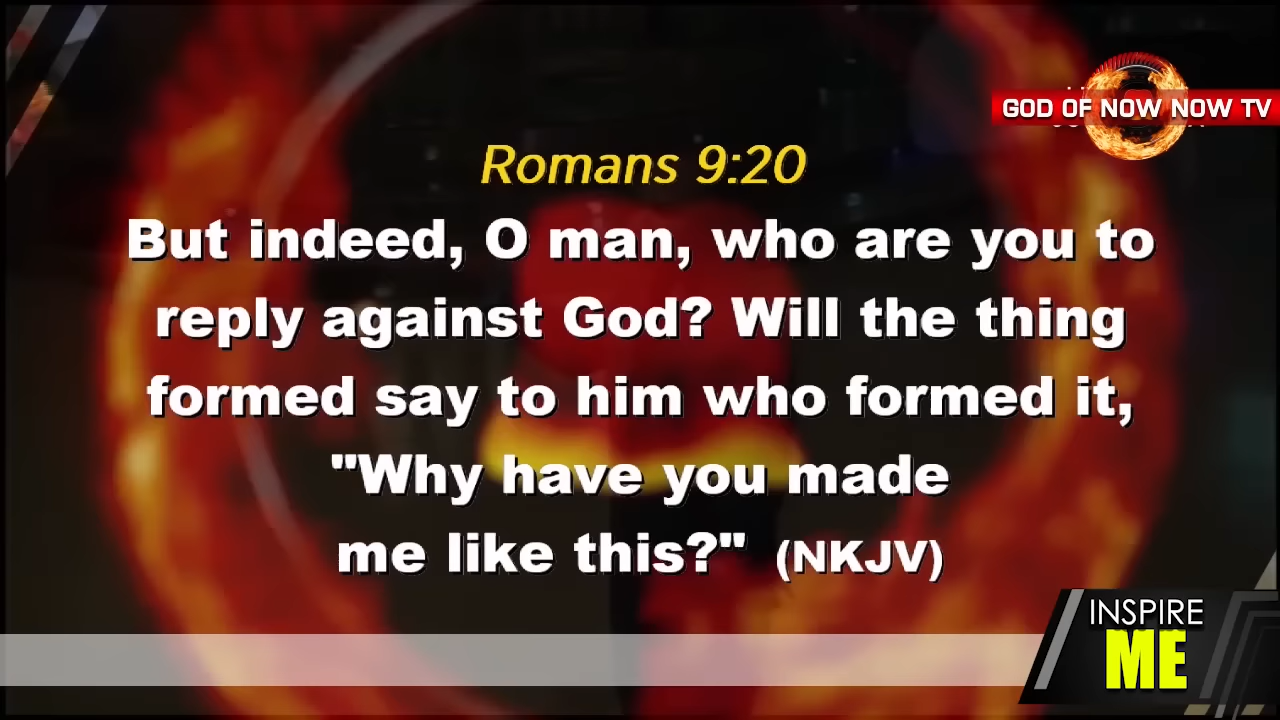 GOD OF NOW NOW TV
Romans 9:20
But indeed, O man, who are you to
reply against God? Will the thing
formed say to him who formed it,
"Why have you made
me like this?" (NKJV)
INSPIRE
ME